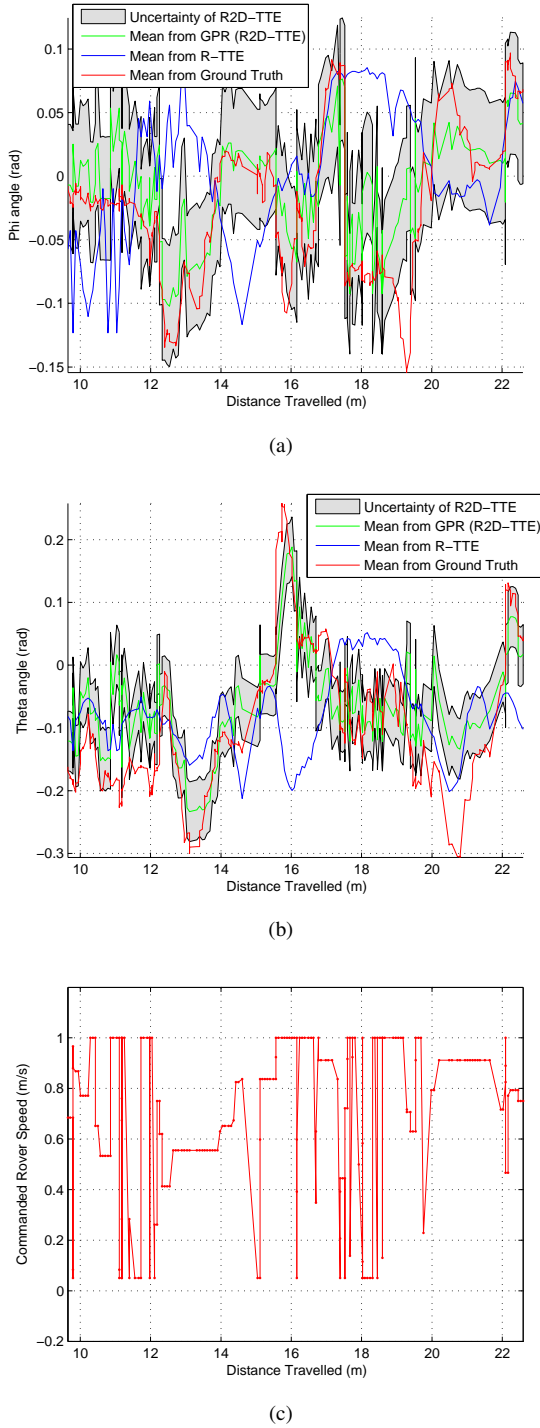 Uncertainty of R2D−TTE
Mean from GPR (R2D−TTE)
Mean from R−TTE
Mean from Ground Truth
0.1
0.05
0
−0.05
−0.1
−0.15
Phi angle (rad)
10 12 14 16 18 20 22
Distance Travelled (m)
(a)
Uncertainty of R2D−TTE
Mean from GPR (R2D−TTE)
Mean from R−TTE
Mean from Ground Truth
0.2
0.1
0
−0.1
−0.2
−0.3
Theta angle (rad)
10 12 14 16 18 20 22
Distance Travelled (m)
(b)
1
0.8
0.6
0.4
0.2
0
−0.2
Commanded Rover Speed (m/s)
10 12 14 16 18 20 22
Distance Travelled (m)
(c)